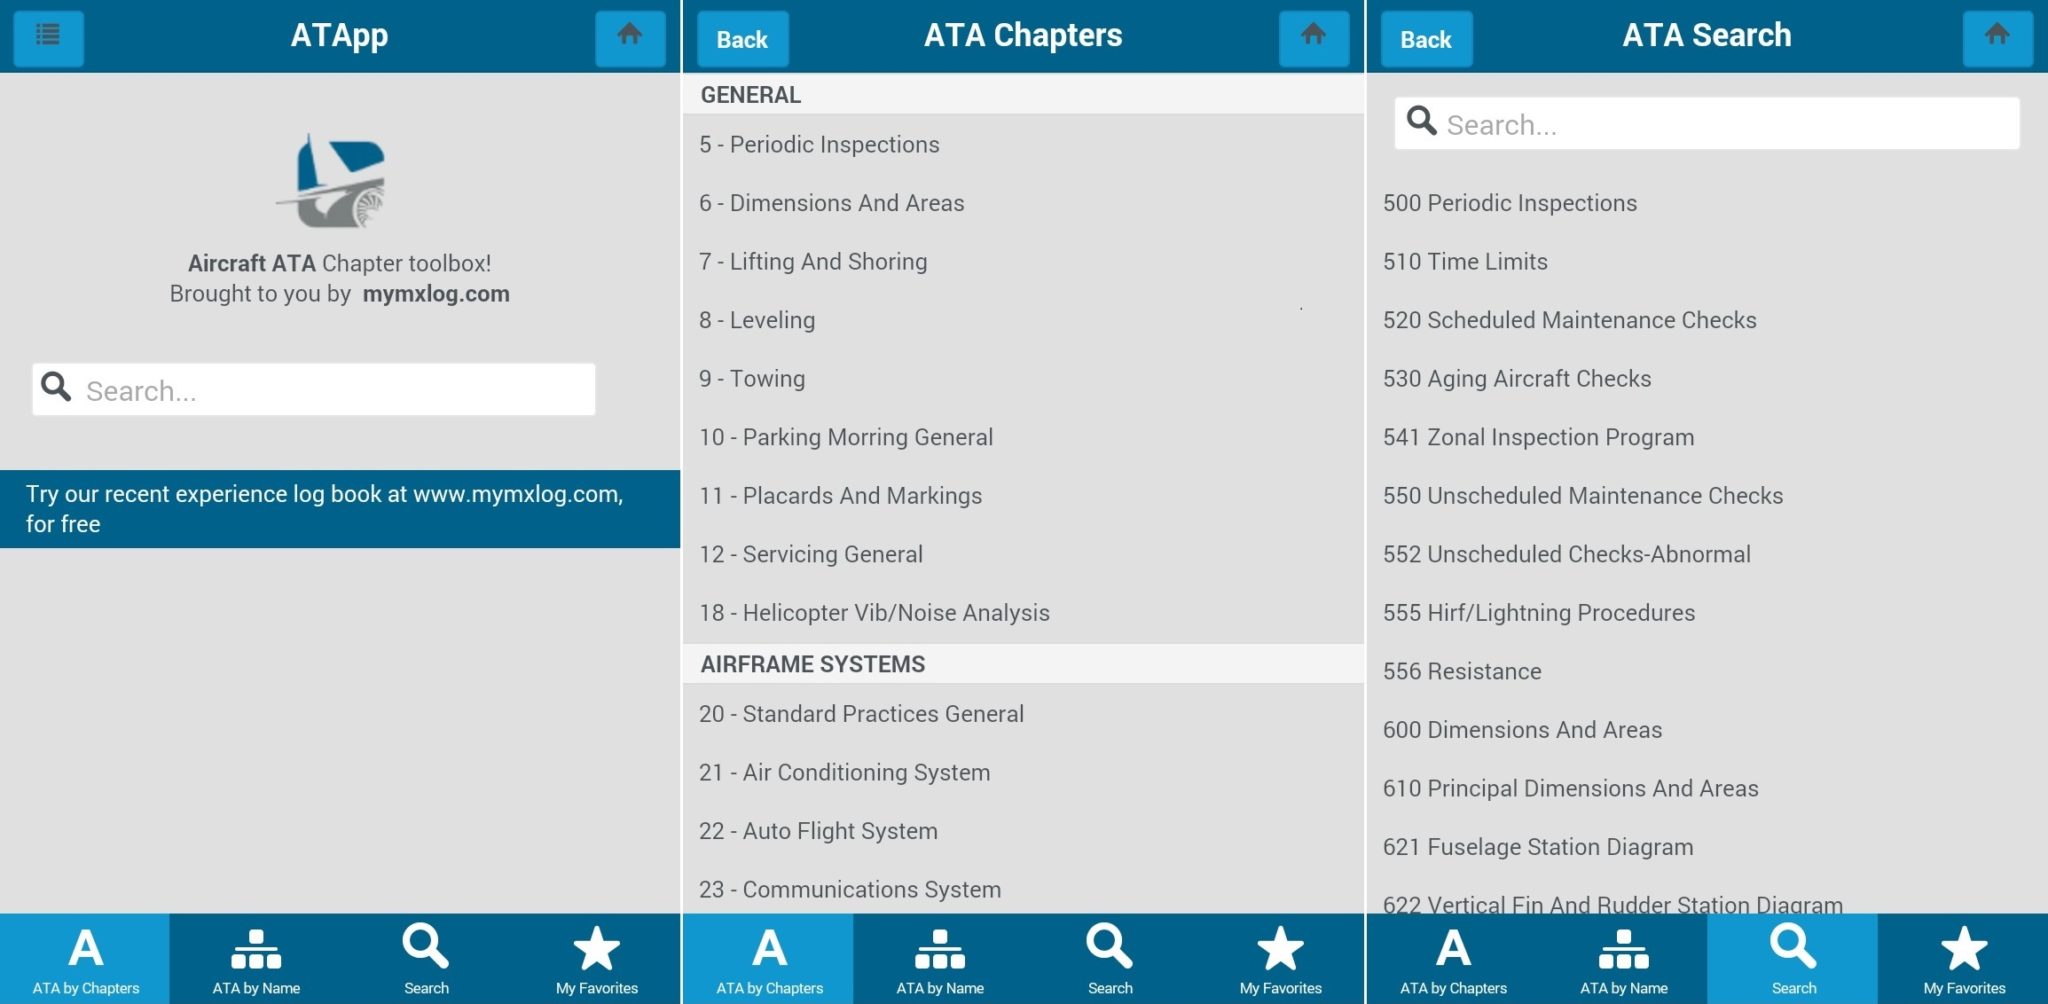 ATApp
Aircraft ATA Chapter toolbox!
Brought to you by mymxlog.com
Search...
Try our recent experience log book at www.mymxlog.com,
for free
A
ATA by Chapters
ATA by Name
Search
My Favorites
Back
ATA Chapters
GENERAL
5 - Periodic Inspections
6 - Dimensions And Areas
7 - Lifting And Shoring
8 - Leveling
9 - Towing
10 - Parking Morring General
11 - Placards And Markings
12 - Servicing General
18 - Helicopter Vib/Noise Analysis
AIRFRAME SYSTEMS
20 - Standard Practices General
21 - Air Conditioning System
22 - Auto Flight System
23 - Communications System
A
ATA by Chapters
ATA by Name
Search
My Favorites
Back
ATA Search
Search...
500 Periodic Inspections
510 Time Limits
520 Scheduled Maintenance Checks
530 Aging Aircraft Checks
541 Zonal Inspection Program
550 Unscheduled Maintenance Checks
552 Unscheduled Checks-Abnormal
555 Hirf/Lightning Procedures
556 Resistance
600 Dimensions And Areas
610 Principal Dimensions And Areas
621 Fuselage Station Diagram
622 Vertical Fin And Rudder Station Diagram
A
ATA by Chapters
ATA by Name
Search
My Favorites